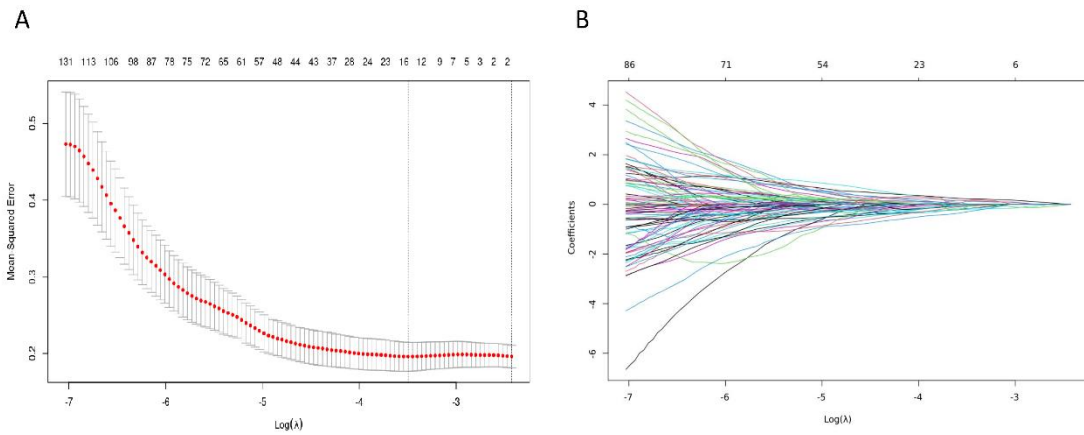 A
131 113 106 98 87 78 75 72 65 61 57 48 44 43 37 28 24 23 16 12 9 7 5 3 2 2
Mean Squared Error
0.5
0.4
0.3
0.2
-7 -6 -5 -4 -3
Log(λ)
B
86 71 54 23 6
Coefficients
4
2
0
-2
-4
-6
-7 -6 -5 -4 -3
Log(λ)